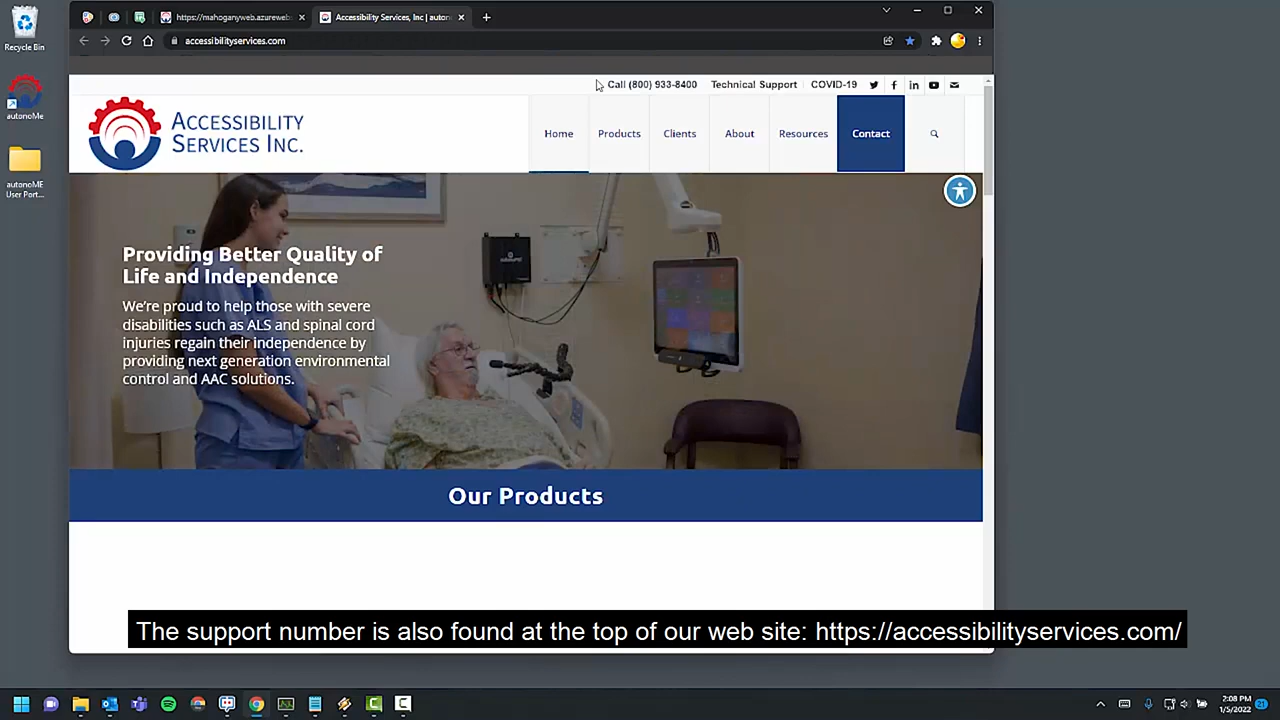 Recycle Bin
autonoMe
autonoME
User Port...
https://mahoganyweb.azureweb
Accessibility Services, Inc | auton
accessibilityservices.com
Call (800) 933-8400
Technical Support
COVID-19
ACCESSIBILITY
SERVICES INC.
Home
Products
Clients
About
Resources
Contact
Providing Better Quality of
Life and Independence
We're proud to help those with severe
disabilities such as ALS and spinal cord
injuries regain their independence by
providing next generation environmental
control and AAC solutions.
Our Products
The support number is also found at the top of our web site: https://accessibilityservices.com/
2:08 PM
1/5/2022